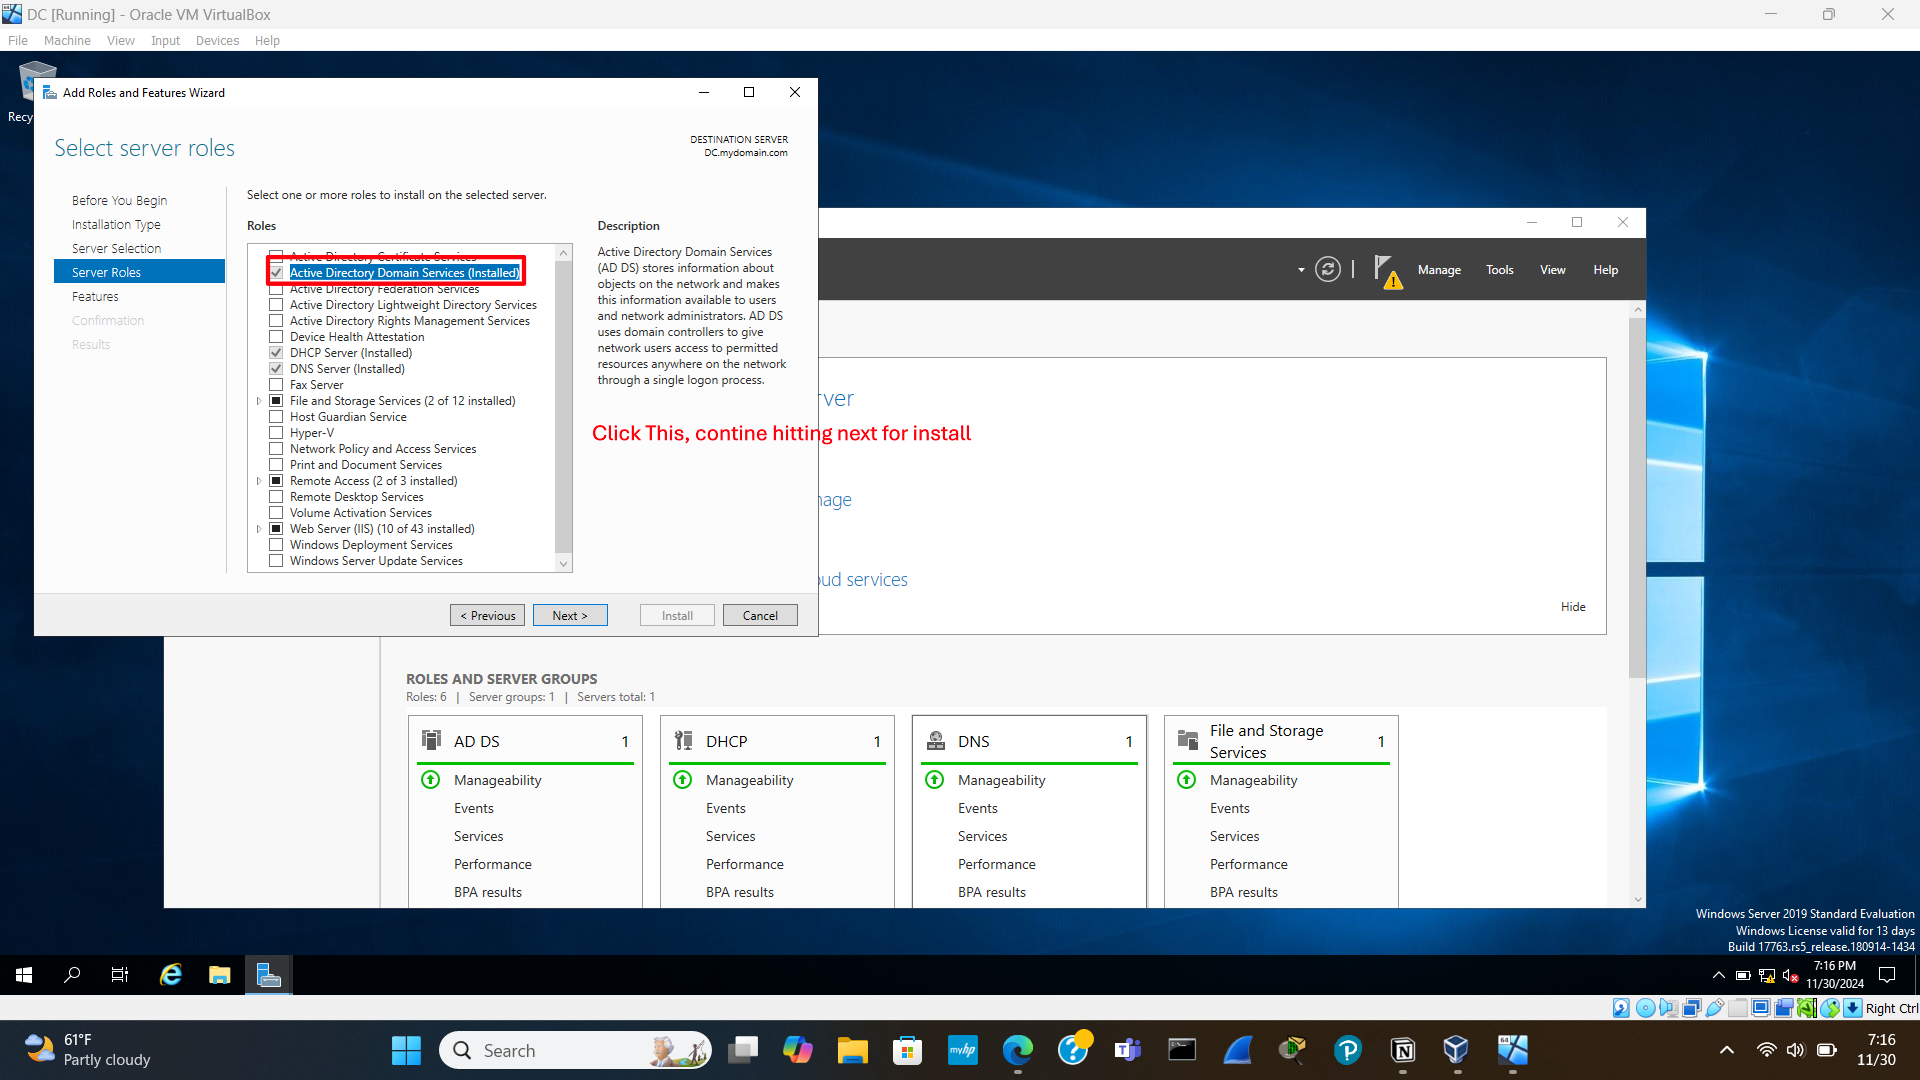 DC [Running] - Oracle VM VirtualBox
File Machine View Input Devices Help
Recy
Add Roles and Features Wizard
Select server roles
DESTINATION SERVER
DC.mydomain.com
Before You Begin
Installation Type
Server Selection
Server Roles
Features
Confirmation
Results
Select one or more roles to install on the selected server.
Roles
Active Directory Certificate Services
Active Directory Domain Services (Installed)
Active Directory Federation Services
Active Directory Lightweight Directory Services
Active Directory Rights Management Services
Device Health Attestation
DHCP Server (Installed)
DNS Server (Installed)
Fax Server
File and Storage Services (2 of 12 installed)
Host Guardian Service
Hyper-V
Network Policy and Access Services
Print and Document Services
Remote Access (2 of 3 installed)
Remote Desktop Services
Volume Activation Services
Web Server (IIS) (10 of 43 installed)
Windows Deployment Services
Windows Server Update Services
Description
Active Directory Domain Services
(AD DS) stores information about
objects on the network and makes
this information available to users
and network administrators. AD DS
uses domain controllers to give
network users access to permitted
resources anywhere on the network
through a single logon process.
Click This, contine hitting next for install
< Previous
Next >
Install
Cancel
Manage Tools View Help
rver
nage
oud services
Hide
ROLES AND SERVER GROUPS
Roles: 6 | Server groups: 1 | Servers total: 1
AD DS 1
Manageability
Events
Services
Performance
BPA results
DHCP 1
Manageability
Events
Services
Performance
BPA results
DNS 1
Manageability
Events
Services
Performance
BPA results
File and Storage
Services 1
Manageability
Events
Services
Performance
BPA results
Windows Server 2019 Standard Evaluation
Windows License valid for 13 days
Build 17763.rs5_release.180914-1434
7:16 PM
11/30/2024
Right Ctrl
61°F
Partly cloudy
Search
myhp
64
7:16
11/30